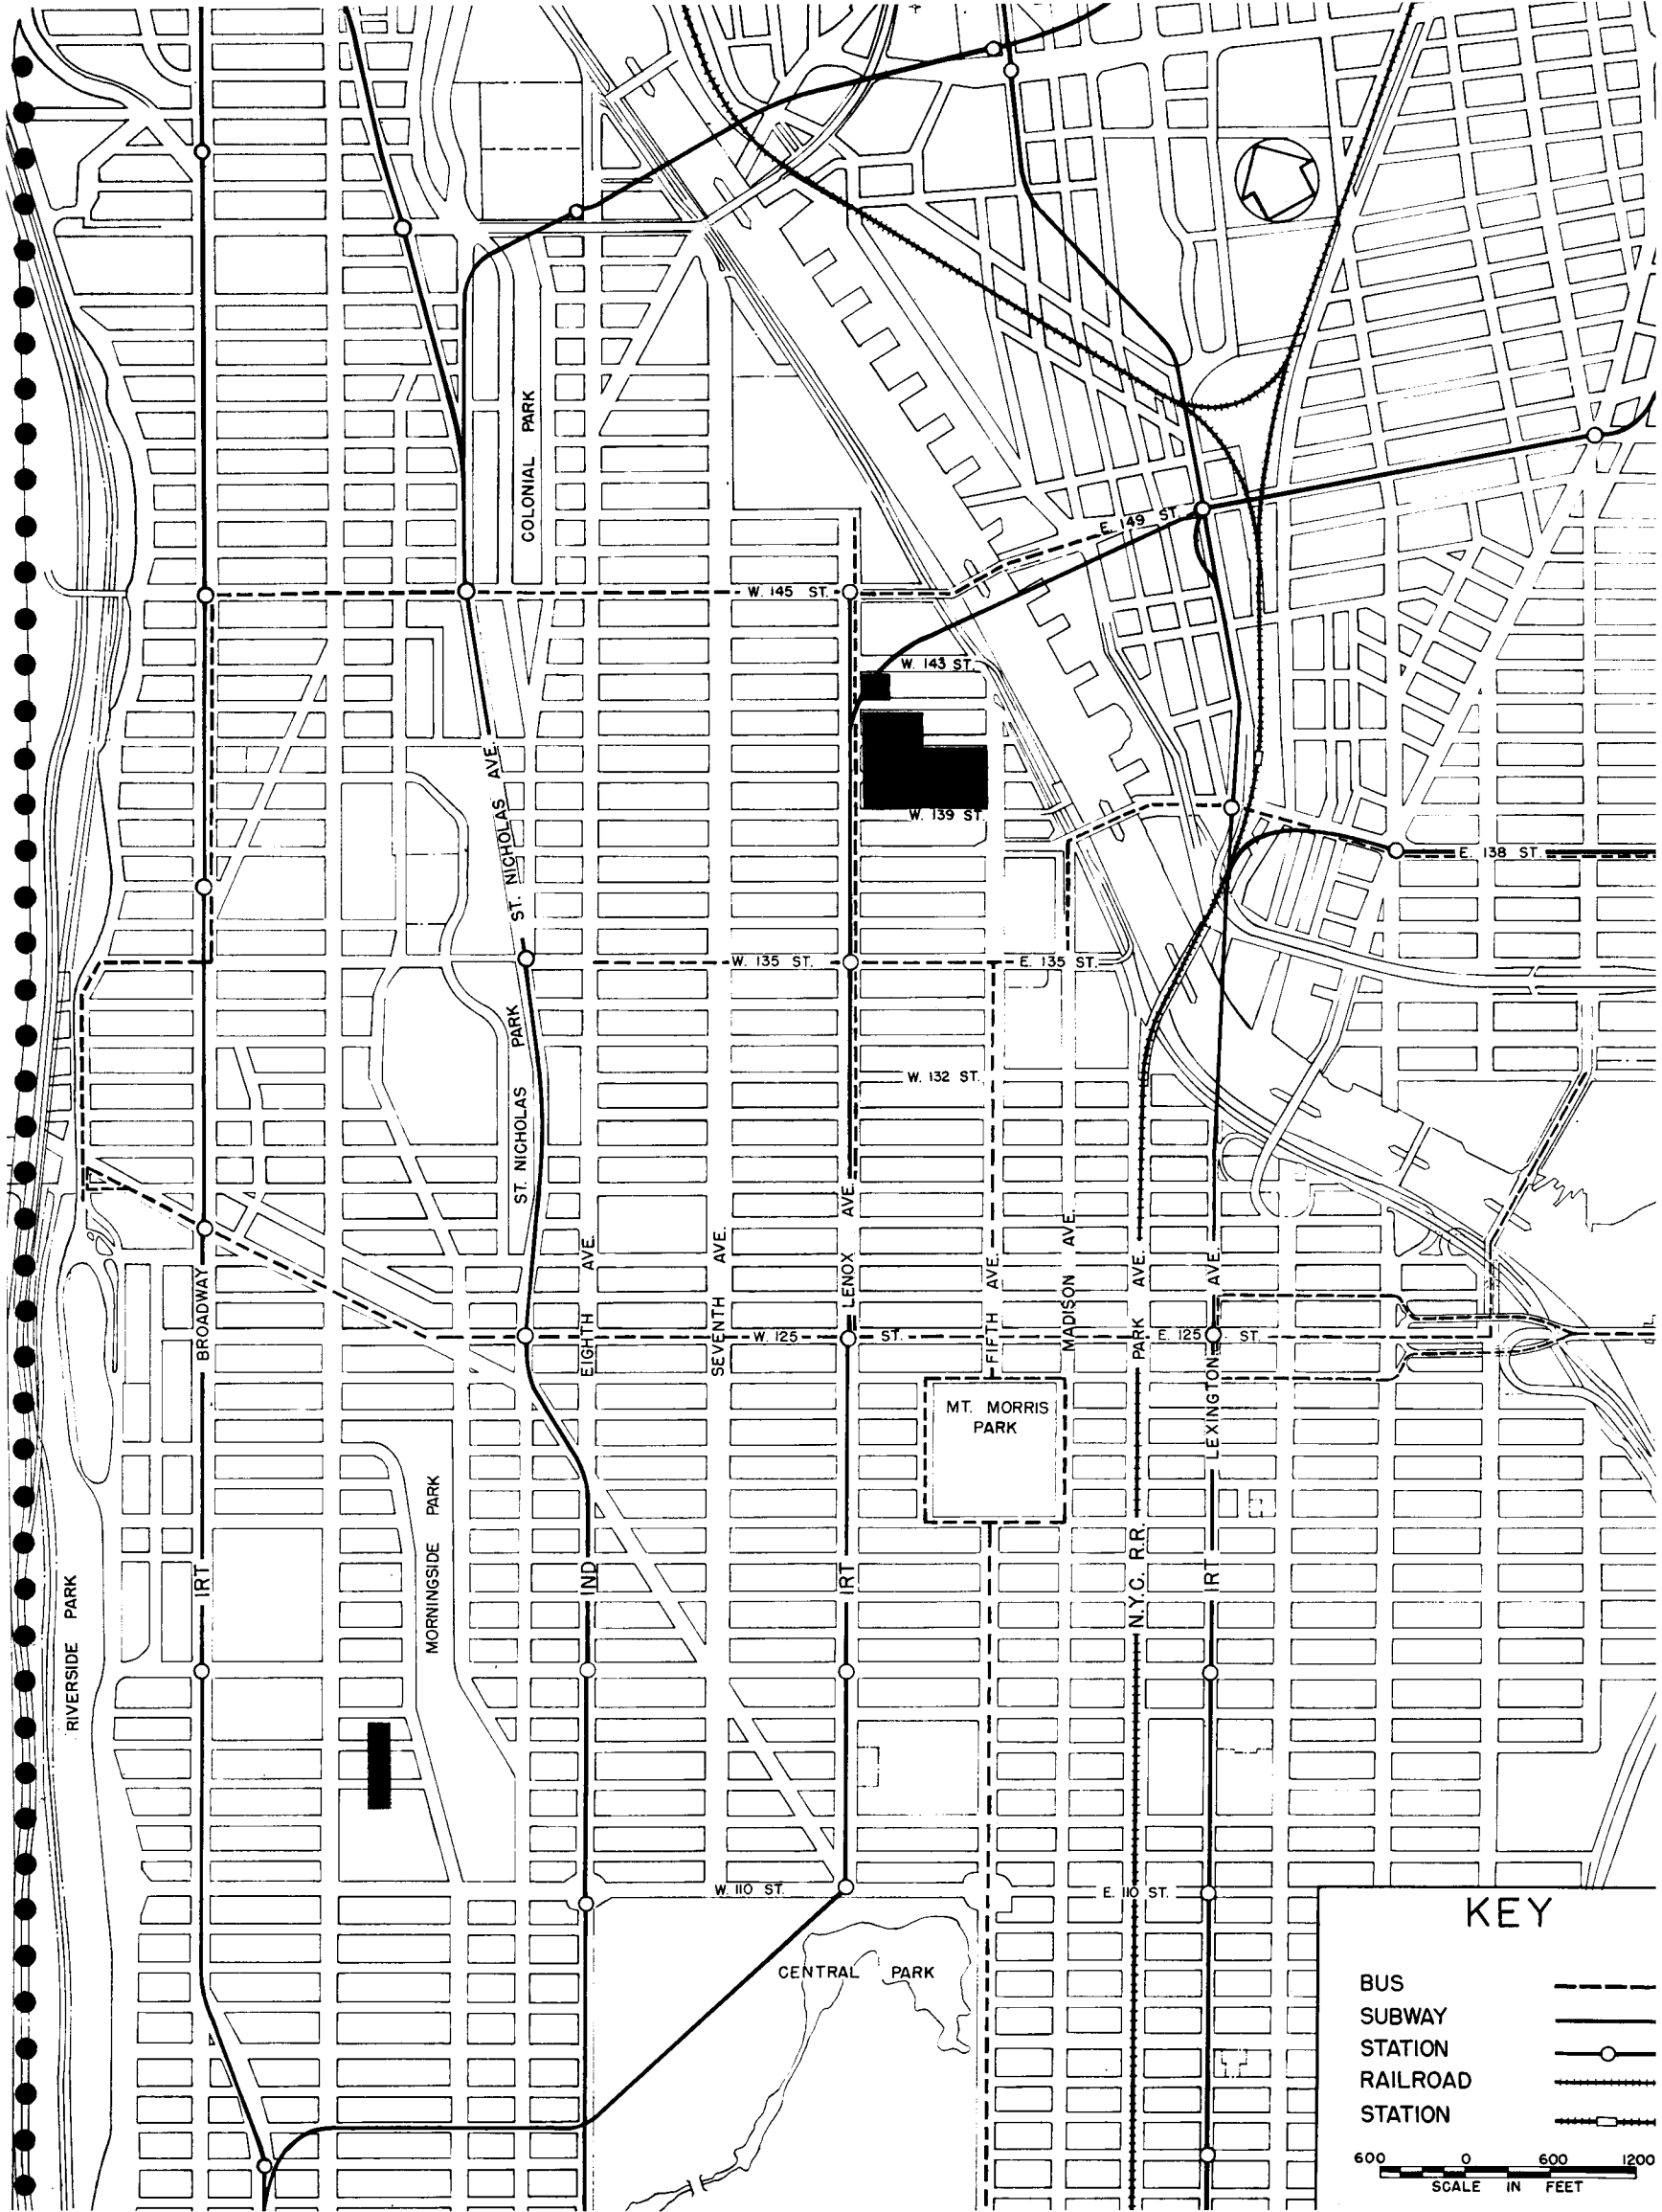 COLONIAL PARK
E. 149 ST.
W. 145 ST.
W. 143 ST.
ST. NICHOLAS AVE.
W. 139 ST.
E. 138 ST.
W. 135 ST.
E. 135 ST.
ST. NICHOLAS PARK
W. 132 ST.
BROADWAY
EIGHTH AVE.
SEVENTH AVE.
LENOX AVE.
FIFTH AVE.
MADISON AVE.
PARK AVE.
LEXINGTON AVE.
W. 125 ST.
E. 125 ST.
MT. MORRIS
PARK
RIVERSIDE PARK
IRT
MORNINGSIDE PARK
IND
IRT
N.Y.C. R.R.
IRT
W. 110 ST.
E. 110 ST.
CENTRAL PARK
KEY
BUS
SUBWAY
STATION
RAILROAD
STATION
600 0 600 1200
SCALE IN FEET